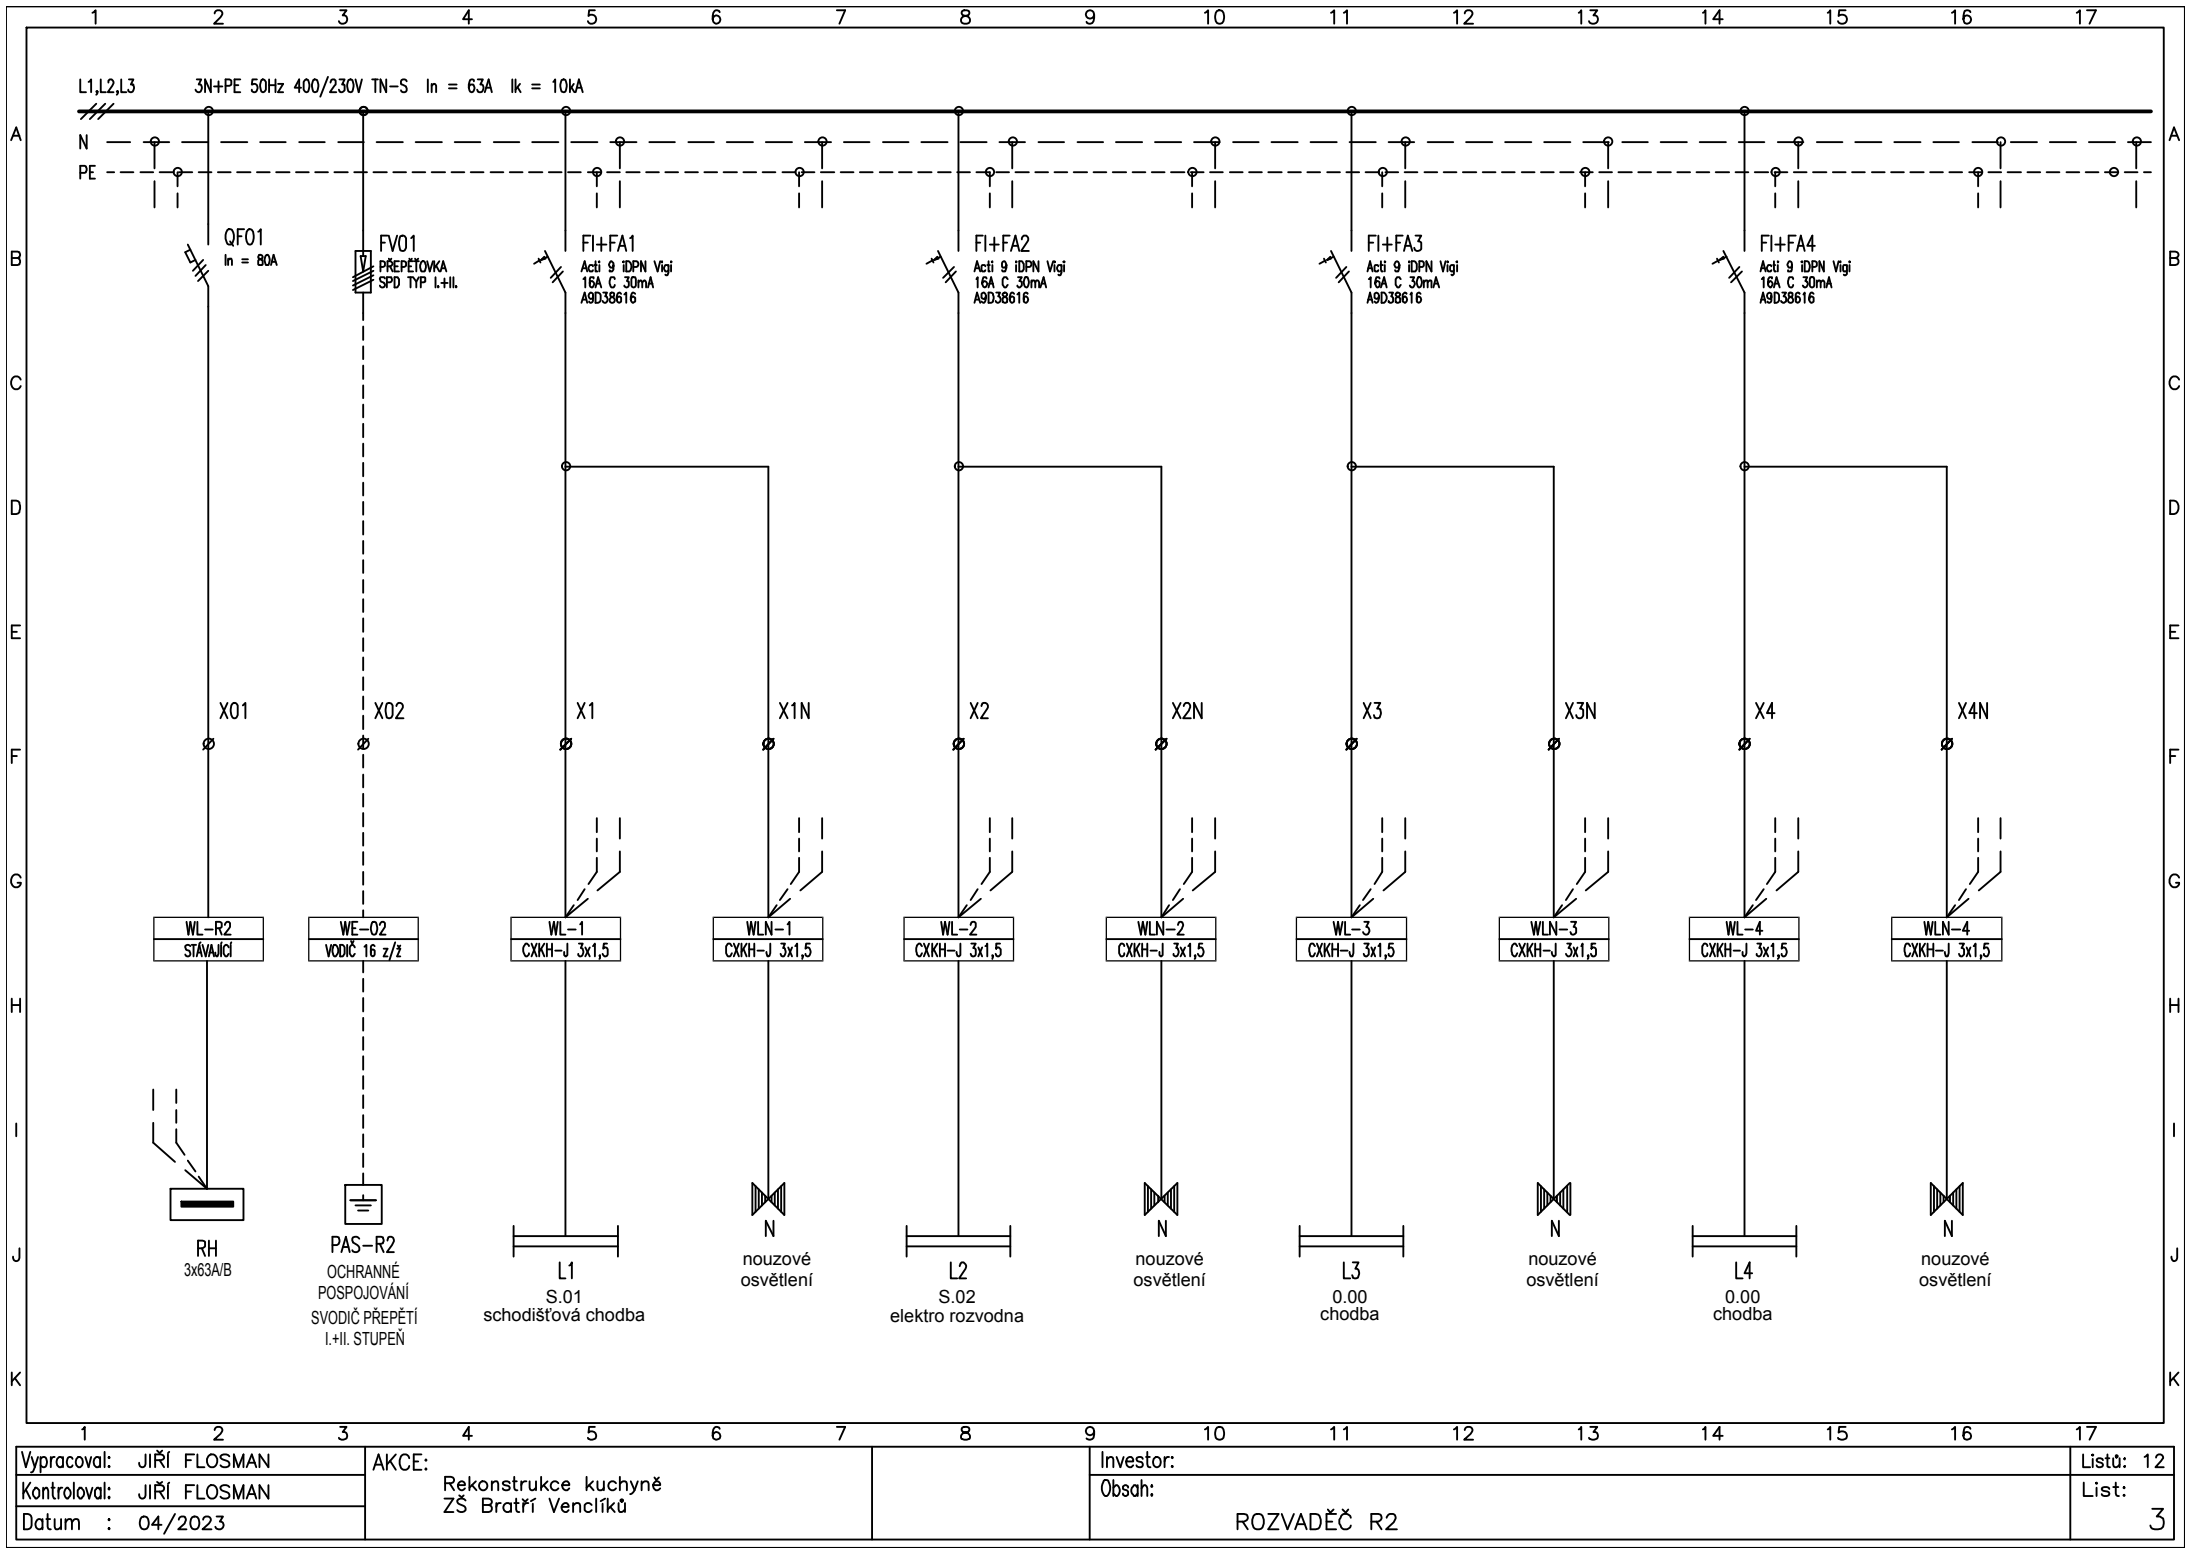 1 2 3 4 5 6 7 8 9 10 11 12 13 14 15 16 17
L1,L2,L3 3N+PE 50Hz 400/230V TN-S In = 63A Ik = 10kA
A N A
PE
QF01
In = 80A
FV01
PŘEPĚŤOVKA
SPD TYP I.+II.
FI+FA1
Acti 9 iDPN Vigi
16A C 30mA
A9D38616
FI+FA2
Acti 9 iDPN Vigi
16A C 30mA
A9D38616
FI+FA3
Acti 9 iDPN Vigi
16A C 30mA
A9D38616
FI+FA4
Acti 9 iDPN Vigi
16A C 30mA
A9D38616
B B
C C
D D
E E
X01 X02 X1 X1N X2 X2N X3 X3N X4 X4N
F F
G G
WL-R2 WE-02 WL-1 WLN-1 WL-2 WLN-2 WL-3 WLN-3 WL-4 WLN-4
STÁVAJÍCÍ VODIČ 16 z/ž CXKH-J 3x1,5 CXKH-J 3x1,5 CXKH-J 3x1,5 CXKH-J 3x1,5 CXKH-J 3x1,5 CXKH-J 3x1,5 CXKH-J 3x1,5 CXKH-J 3x1,5
H H
I I
J J
RH
3x63A/B
PAS-R2
OCHRANNÉ
POSPOJOVÁNÍ
SVODIČ PŘEPĚTÍ
I.+II. STUPEŇ
L1
S.01
schodišťová chodba
N
nouzové
osvětlení
L2
S.02
elektro rozvodna
N
nouzové
osvětlení
L3
0.00
chodba
N
nouzové
osvětlení
L4
0.00
chodba
N
nouzové
osvětlení
K K
1 2 3 4 5 6 7 8 9 10 11 12 13 14 15 16 17
Vypracoval: JIŘÍ FLOSMAN
Kontroloval: JIŘÍ FLOSMAN
Datum : 04/2023
AKCE:
Rekonstrukce kuchyně
ZŠ Bratří Venclíků
Investor:
Obsah:
ROZVADĚČ R2
Listů: 12
List:
3